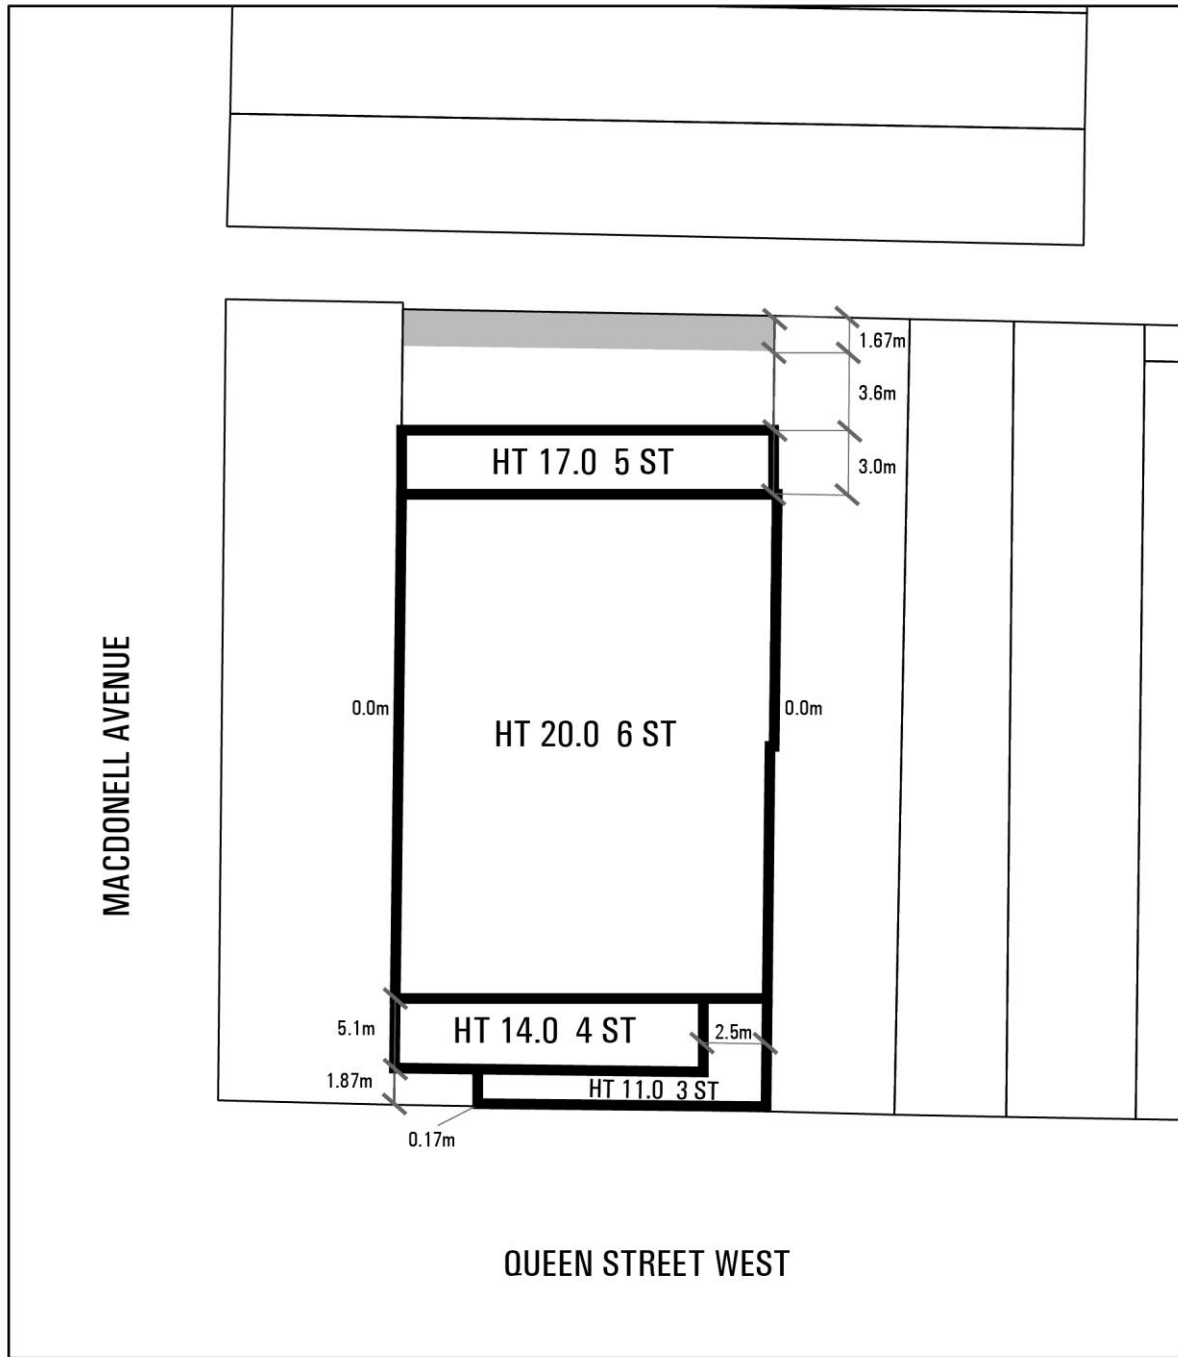 1.67m
3.6m
HT 17.0 5 ST
3.0m
MACDONELL AVENUE
0.0m
0.0m
HT 20.0 6 ST
5.1m
HT 14.0 4 ST
2.5m
1.87m
HT 11.0 3 ST
0.17m
QUEEN STREET WEST